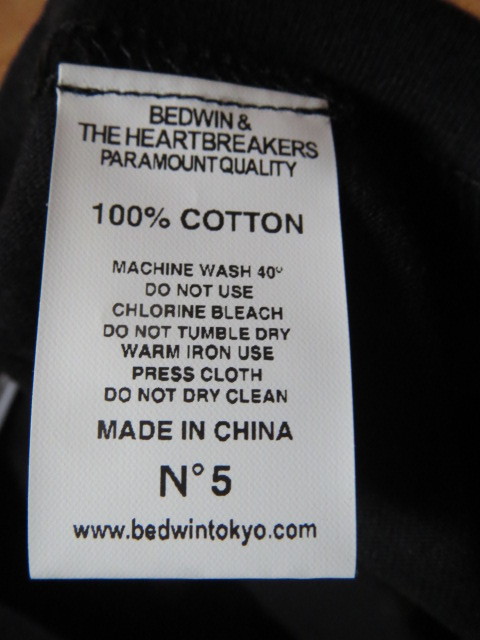 BEDWIN &
THE HEARTBREAKERS
PARAMOUNT QUALITY
100% COTTON
MACHINE WASH 40°
DO NOT USE
CHLORINE BLEACH
DO NOT TUMBLE DRY
WARM IRON USE
PRESS CLOTH
DO NOT DRY CLEAN
MADE IN CHINA
N° 5
www.bedwintokyo.com